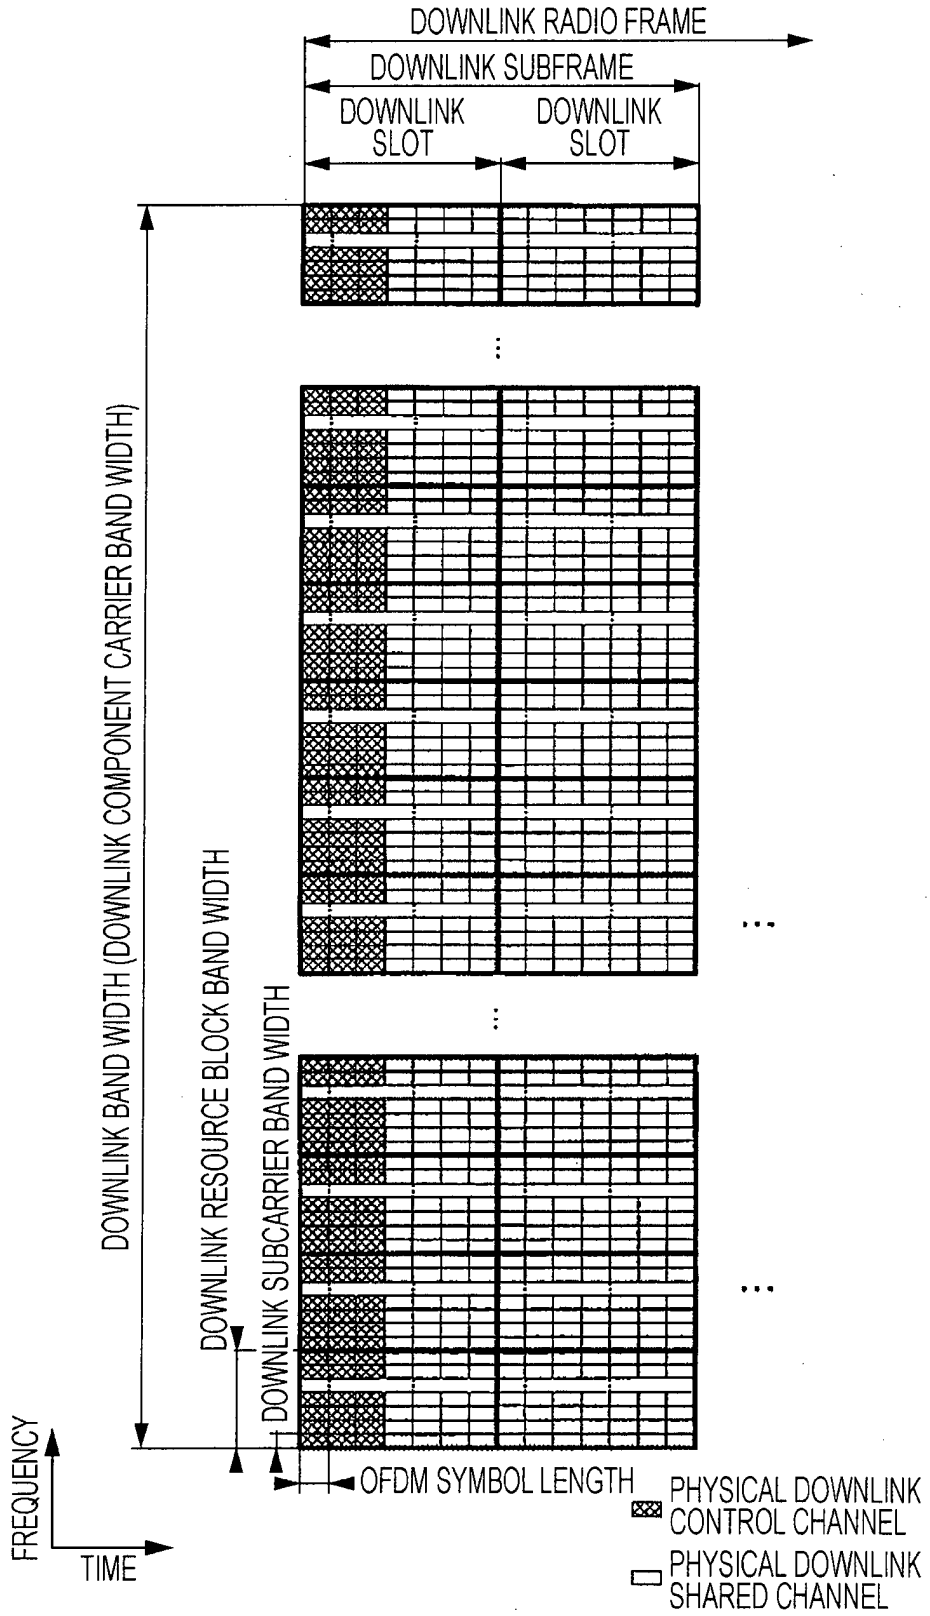 DOWNLINK RADIO FRAME
DOWNLINK SUBFRAME
DOWNLINK
SLOT
DOWNLINK
SLOT
DOWNLINK BAND WIDTH (DOWNLINK COMPONENT CARRIER BAND WIDTH)
DOWNLINK RESOURCE BLOCK BAND WIDTH
DOWNLINK SUBCARRIER BAND WIDTH
OFDM SYMBOL LENGTH
FREQUENCY
TIME
PHYSICAL DOWNLINK
CONTROL CHANNEL
PHYSICAL DOWNLINK
SHARED CHANNEL